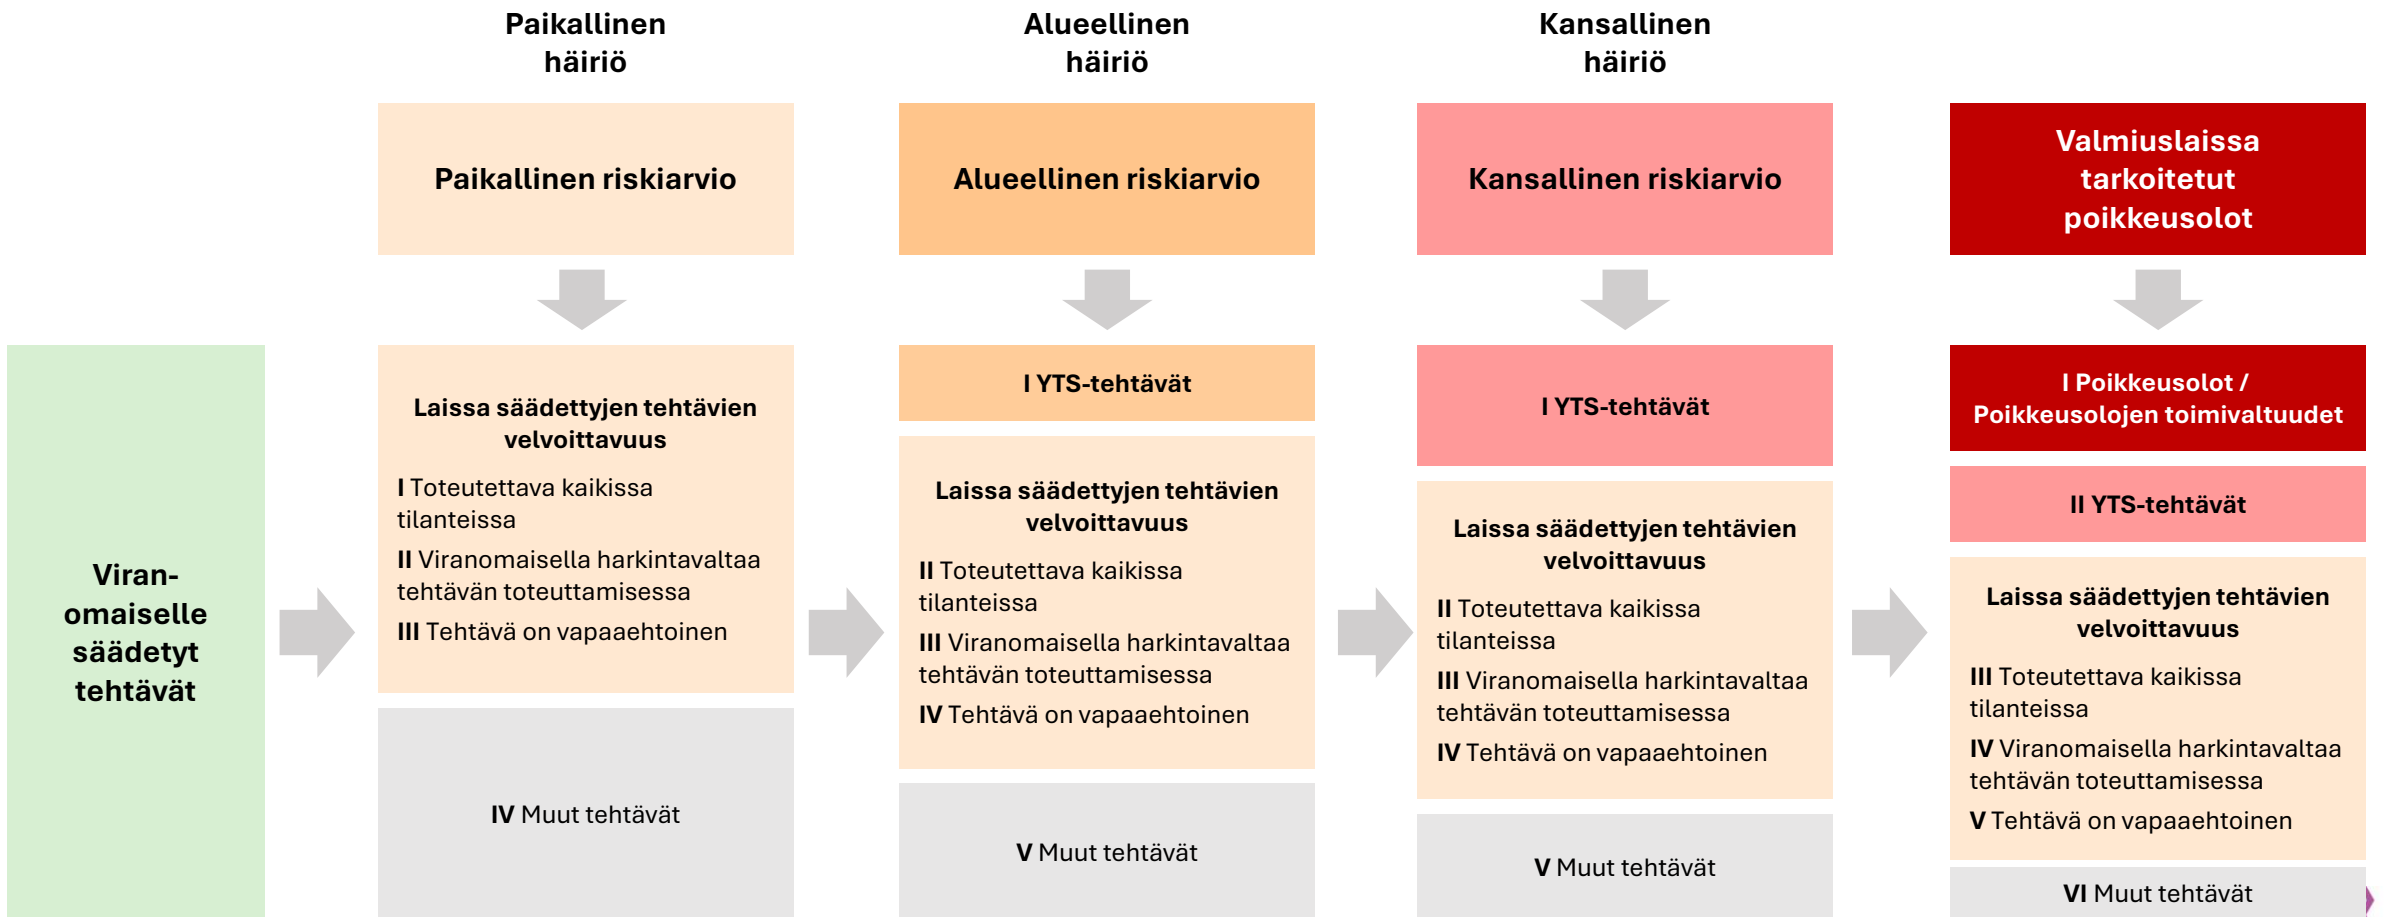 Paikallinen
häiriö
Alueellinen
häiriö
Kansallinen
häiriö
Paikallinen riskiarvio
Alueellinen riskiarvio
Kansallinen riskiarvio
Valmiuslaissa
tarkoitetut
poikkeusolot
Viran-
omaiselle
säädetyt
tehtävät
Laissa säädettyjen tehtävien
velvoittavuus
I Toteutettava kaikissa
tilanteissa
II Viranomaisella harkintavaltaa
tehtävän toteuttamisessa
III Tehtävä on vapaaehtoinen
IV Muut tehtävät
I YTS-tehtävät
Laissa säädettyjen tehtävien
velvoittavuus
II Toteutettava kaikissa
tilanteissa
III Viranomaisella harkintavaltaa
tehtävän toteuttamisessa
IV Tehtävä on vapaaehtoinen
V Muut tehtävät
I YTS-tehtävät
Laissa säädettyjen tehtävien
velvoittavuus
II Toteutettava kaikissa
tilanteissa
III Viranomaisella harkintavaltaa
tehtävän toteuttamisessa
IV Tehtävä on vapaaehtoinen
V Muut tehtävät
I Poikkeusolot /
Poikkeusolojen toimivaltuudet
II YTS-tehtävät
Laissa säädettyjen tehtävien
velvoittavuus
III Toteutettava kaikissa
tilanteissa
IV Viranomaisella harkintavaltaa
tehtävän toteuttamisessa
V Tehtävä on vapaaehtoinen
VI Muut tehtävät